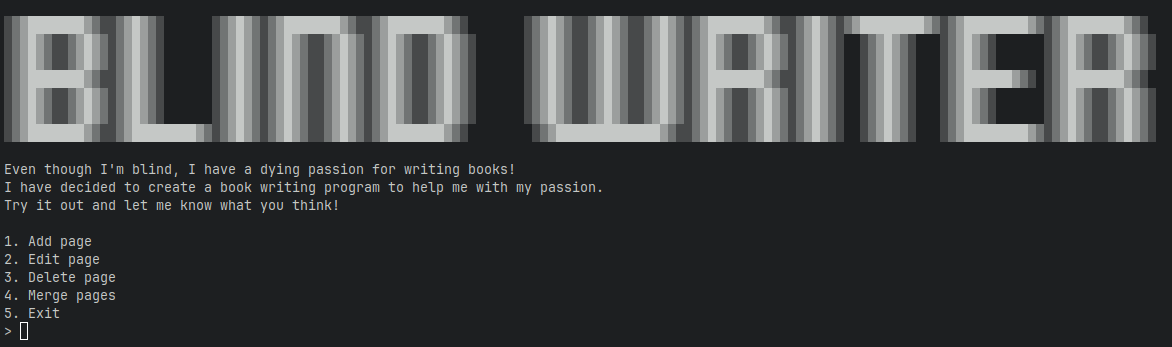 BLIND WRITER
Even though I'm blind, I have a dying passion for writing books!
I have decided to create a book writing program to help me with my passion.
Try it out and let me know what you think!
1. Add page
2. Edit page
3. Delete page
4. Merge pages
5. Exit
>